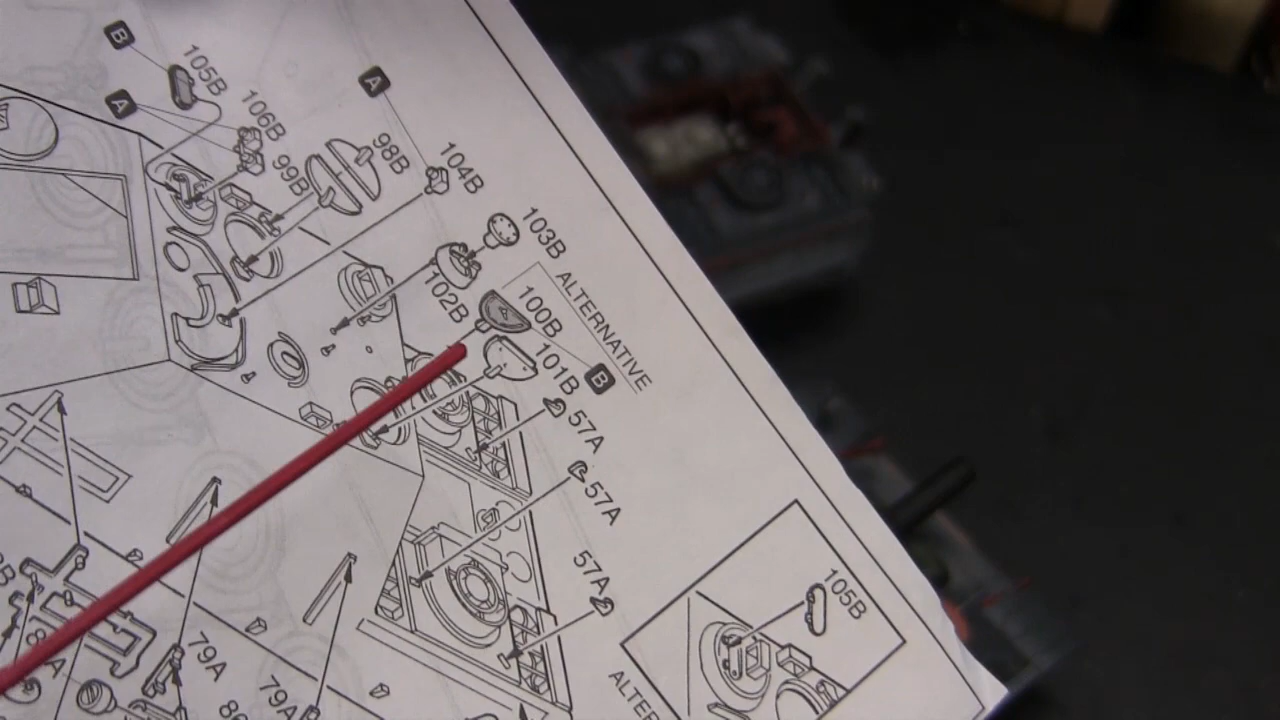 B
105B
A
106B
99B
98B
A
104B
103B
102B
ALTERNATIVE
100B
101B
B
57A
57A
57A
105B
79A
79A